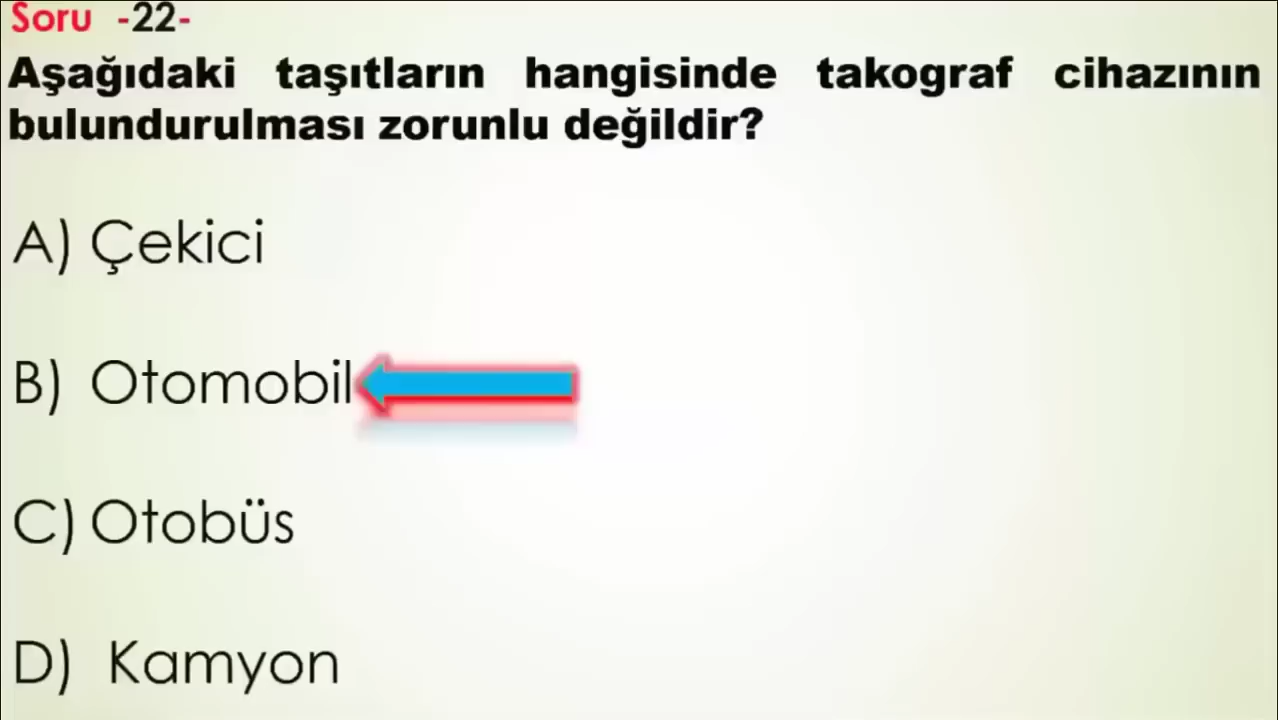 Soru -22-
Aşağıdaki taşıtların hangisinde takograf cihazının
bulundurulması zorunlu değildir?
A) Çekici
B) Otomobil
C) Otobüs
D) Kamyon